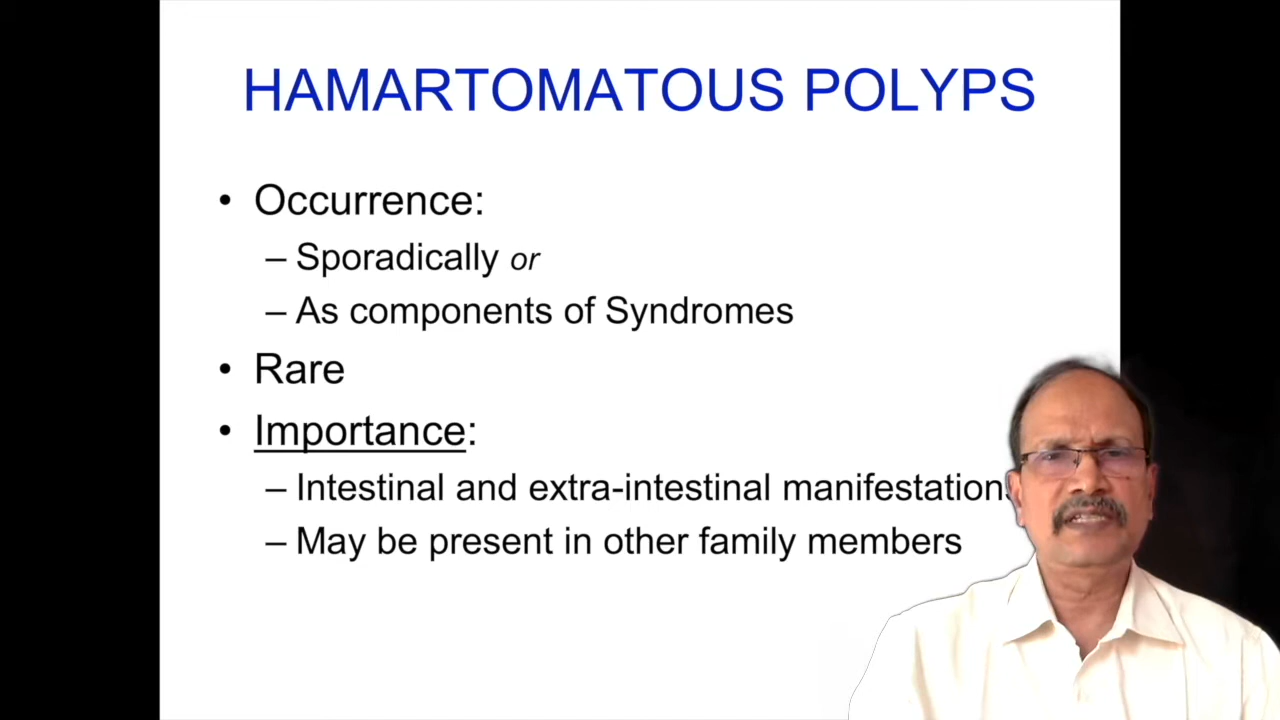 HAMARTOMATOUS POLYPS
• Occurrence:
– Sporadically or
– As components of Syndromes
• Rare
• Importance:
– Intestinal and extra-intestinal manifestations
– May be present in other family members